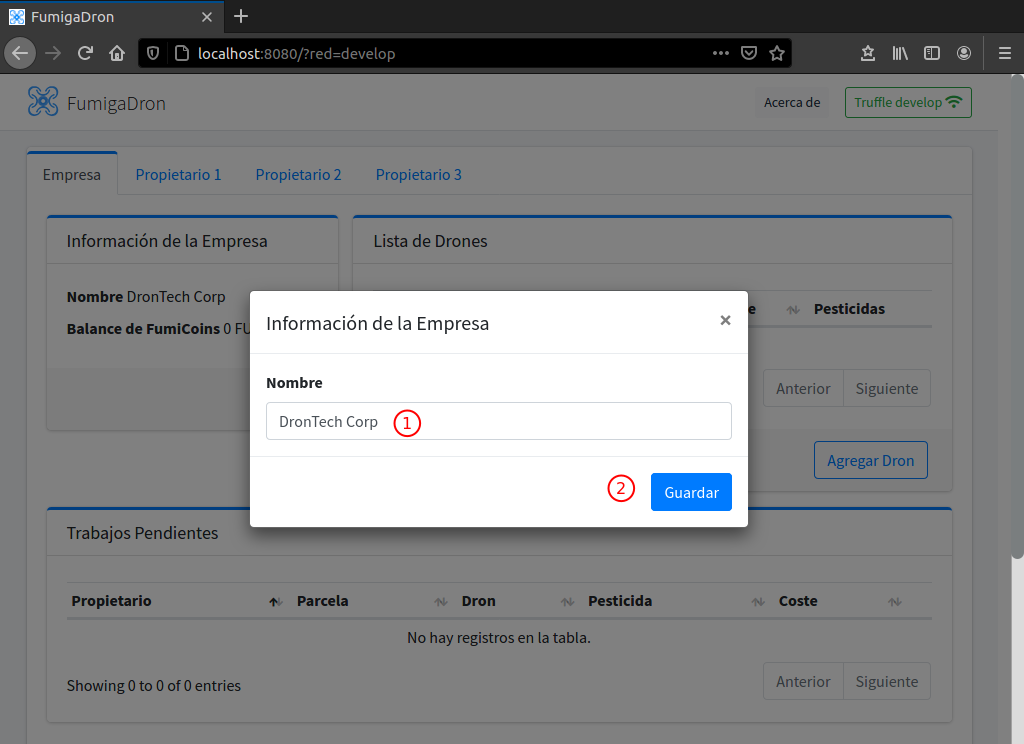 FumigaDron
localhost:8080/?red=develop
FumigaDron
Acerca de
Truffle develop
Empresa
Propietario 1
Propietario 2
Propietario 3
Información de la Empresa
Nombre DronTech Corp
Balance de FumiCoins 0 FU
Lista de Drones
e
Pesticidas
Anterior
Siguiente
Agregar Dron
Información de la Empresa
×
Nombre
DronTech Corp
1
2
Guardar
Trabajos Pendientes
Propietario
Parcela
Dron
Pesticida
Coste
No hay registros en la tabla.
Showing 0 to 0 of 0 entries
Anterior
Siguiente